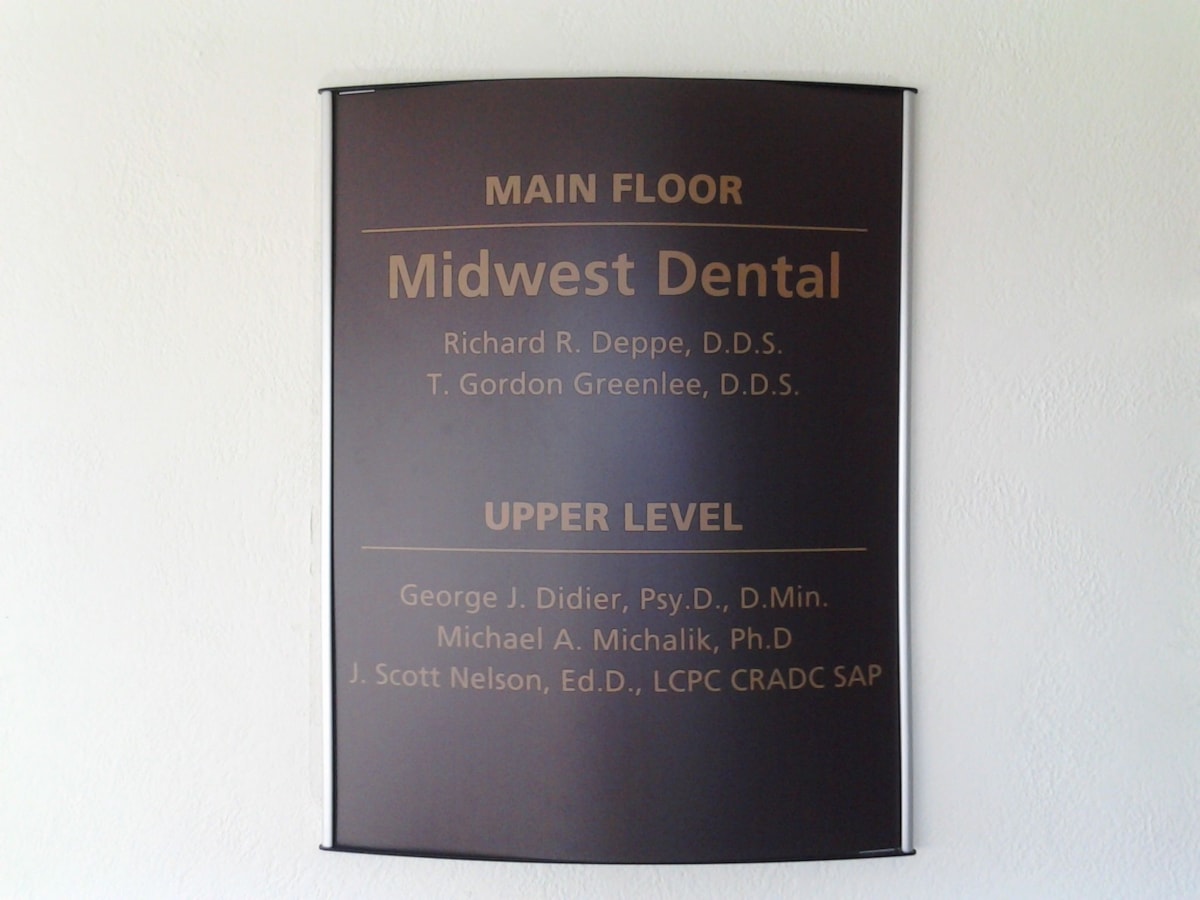 MAIN FLOOR
Midwest Dental
Richard R. Deppe, D.D.S.
T. Gordon Greenlee, D.D.S.
UPPER LEVEL
George J. Didier, Psy.D., D.Min.
Michael A. Michalik, Ph.D
J. Scott Nelson, Ed.D., LCPC CRADC SAP